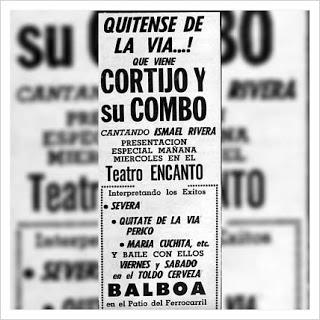 QUITENSE DE
LA VIA...!
QUE VIENE
CORTIJO Y
su COMBO
CANTANDO ISMAEL RIVERA
PRESENTACION
ESPECIAL MAÑANA
MIERCOLES EN EL
Teatro ENCANTO
Interpretando los Exitos
• SEVERA
• QUITATE DE LA VIA
PERICO
• MARIA CUCHITA, etc.
Y BAILE CON ELLOS
VIERNES y SABADO
en el TOLDO CERVEZA
BALBOA
en el Patio del Ferrocarril